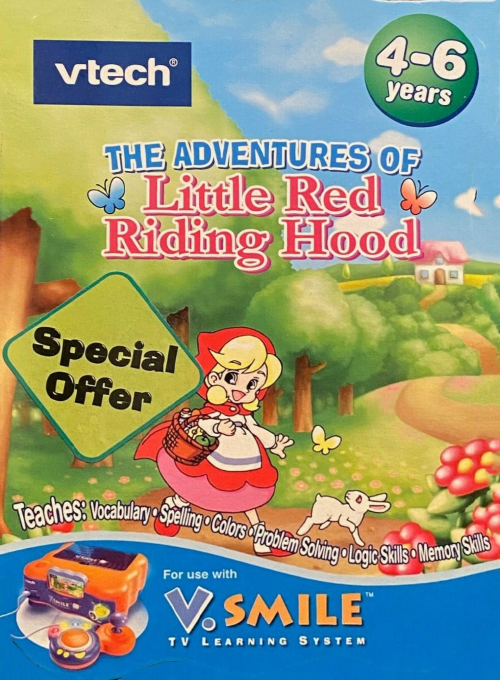 vtech®
4-6
years
THE ADVENTURES OF
Little Red
Riding Hood
Special
Offer
Teaches: Vocabulary • Spelling • Colors • Problem Solving • Logic Skills • Memory Skills
For use with
V.SMILE™
TV LEARNING SYSTEM